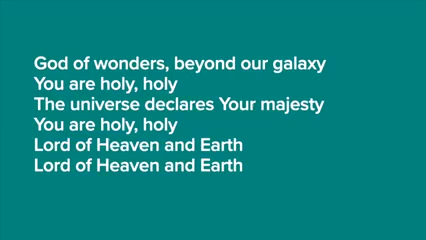 God of wonders, beyond our galaxy
You are holy, holy
The universe declares Your majesty
You are holy, holy
Lord of Heaven and Earth
Lord of Heaven and Earth